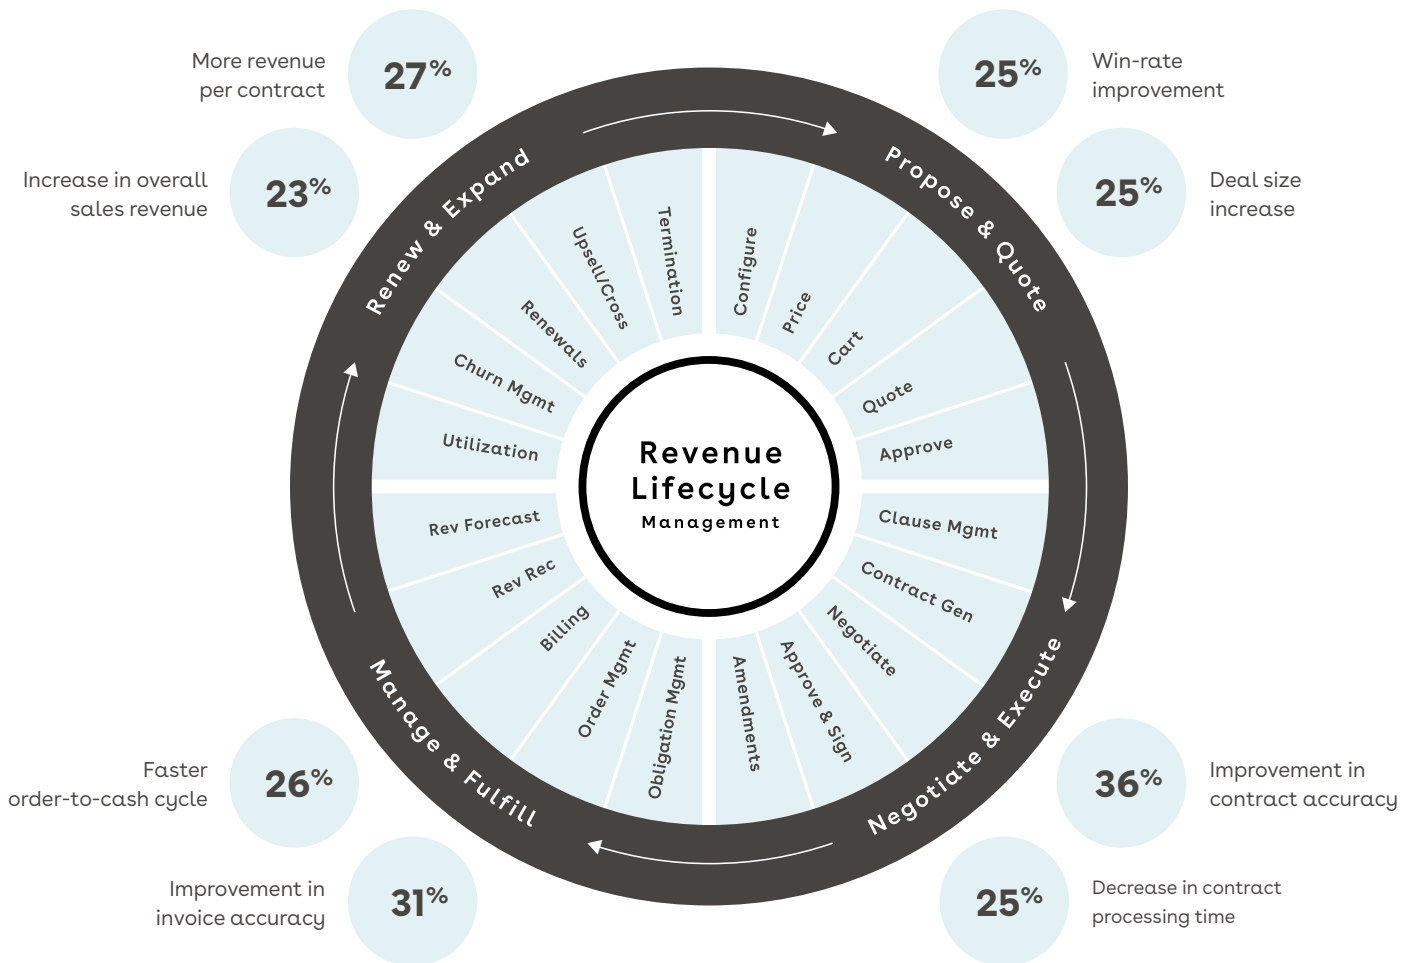 More revenue
per contract
27%
Increase in overall
sales revenue
23%
25%
Win-rate
improvement
25%
Deal size
increase
Renew & Expand
Propose & Quote
Negotiate & Execute
Manage & Fulfill
Configure
Price
Cart
Quote
Approve
Clause Mgmt
Contract Gen
Negotiate
Approve & Sign
Amendments
Obligation Mgmt
Order Mgmt
Billing
Rev Rec
Rev Forecast
Utilization
Churn Mgmt
Renewals
Upsell/Cross
Termination
Revenue
Lifecycle
Management
Faster
order-to-cash cycle
26%
Improvement in
invoice accuracy
31%
36%
Improvement in
contract accuracy
25%
Decrease in contract
processing time